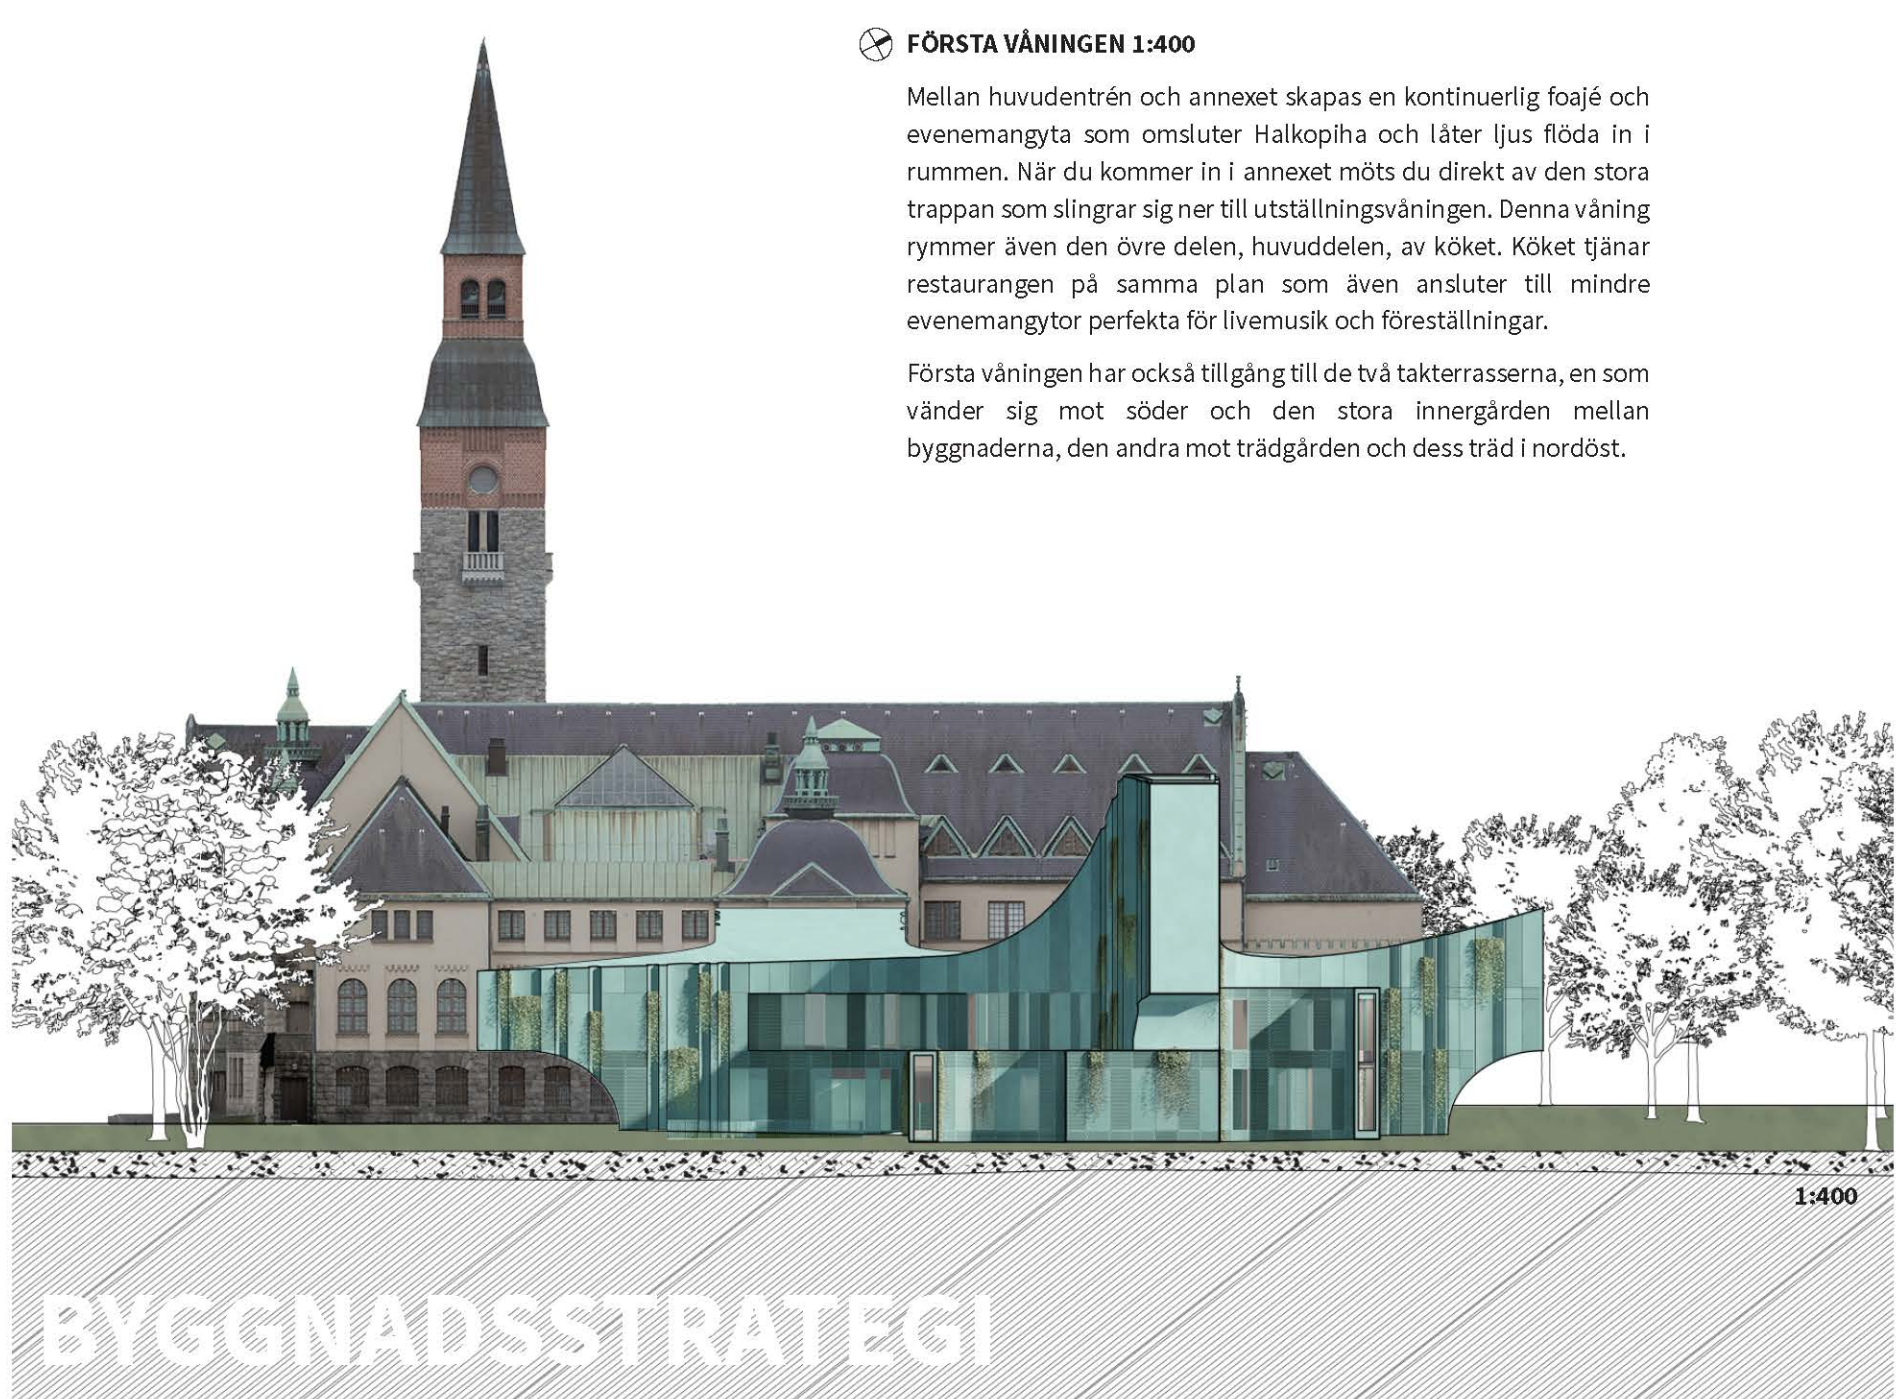 FÖRSTA VÅNINGEN 1:400
Mellan huvudentrén och annexet skapas en kontinuerlig foajé och
evenemangyta som omsluter Halkopiha och låter ljus flöda in i
rummen. När du kommer in i annexet möts du direkt av den stora
trappan som slingrar sig ner till utställningsvåningen. Denna våning
rymmer även den övre delen, huvuddelen, av köket. Köket tjänar
restaurangen på samma plan som även ansluter till mindre
evenemangytor perfekta för livemusik och föreställningar.
Första våningen har också tillgång till de två takterrasserna, en som
vänder sig mot söder och den stora innergården mellan
byggnaderna, den andra mot trädgården och dess träd i nordöst.
1:400
BYGGNADSSTRATEGI